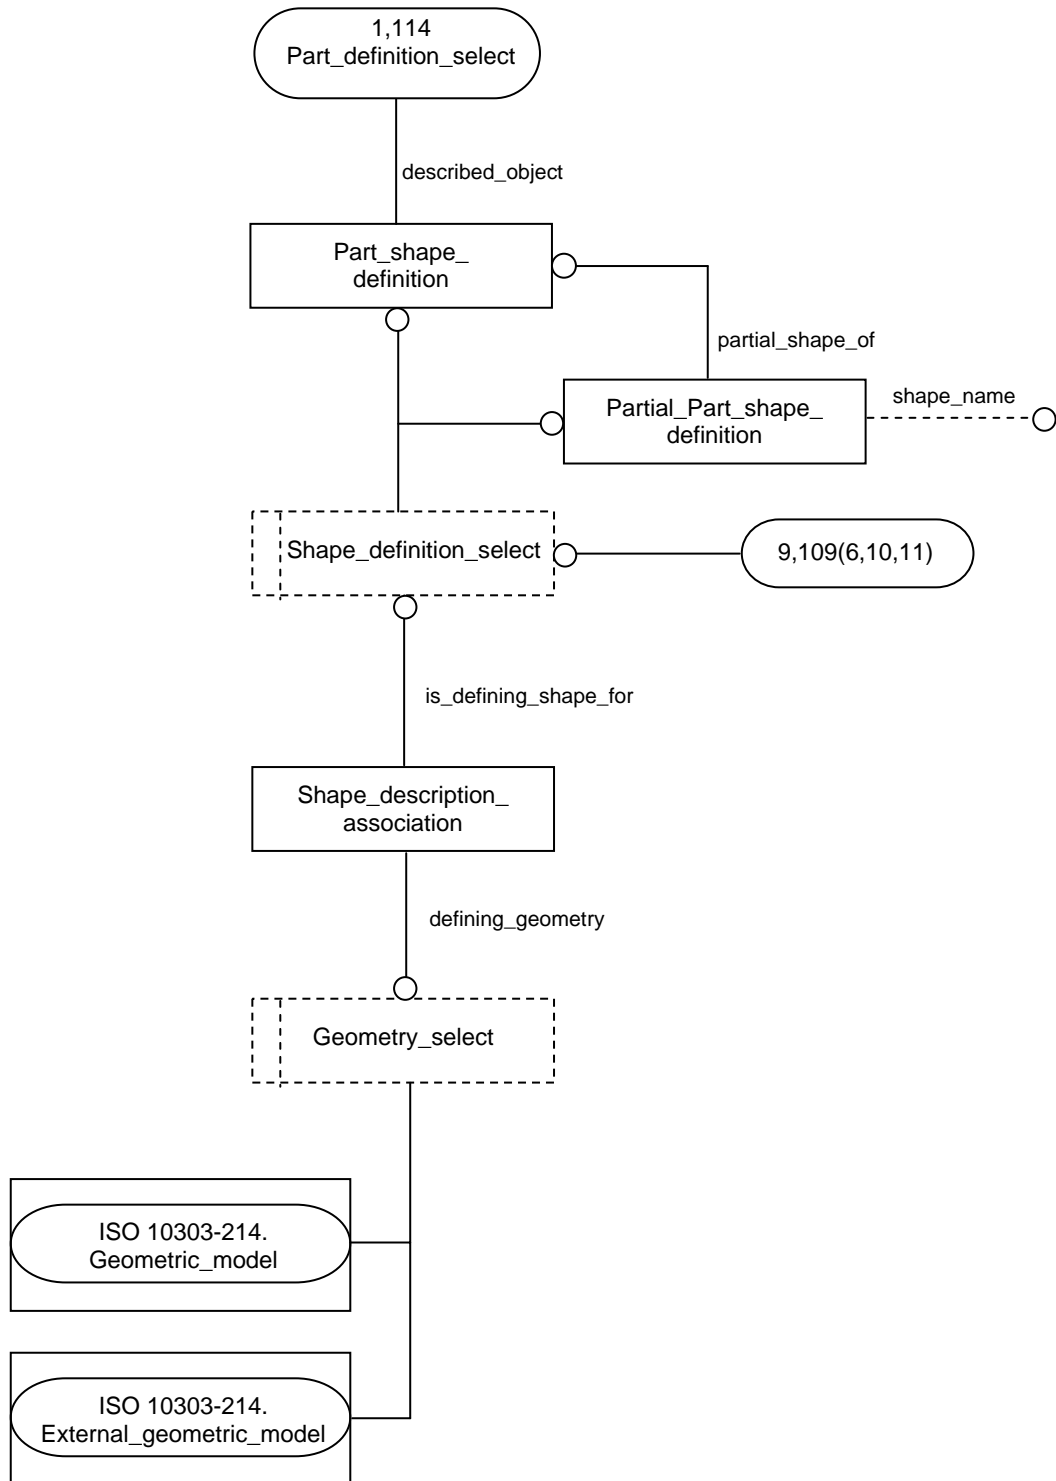 1,114
Part_definition_select
described_object
Part_shape_
definition
partial_shape_of
Partial_Part_shape_
definition
shape_name
Shape_definition_select
9,109(6,10,11)
is_defining_shape_for
Shape_description_
association
defining_geometry
Geometry_select
ISO 10303-214.
Geometric_model
ISO 10303-214.
External_geometric_model